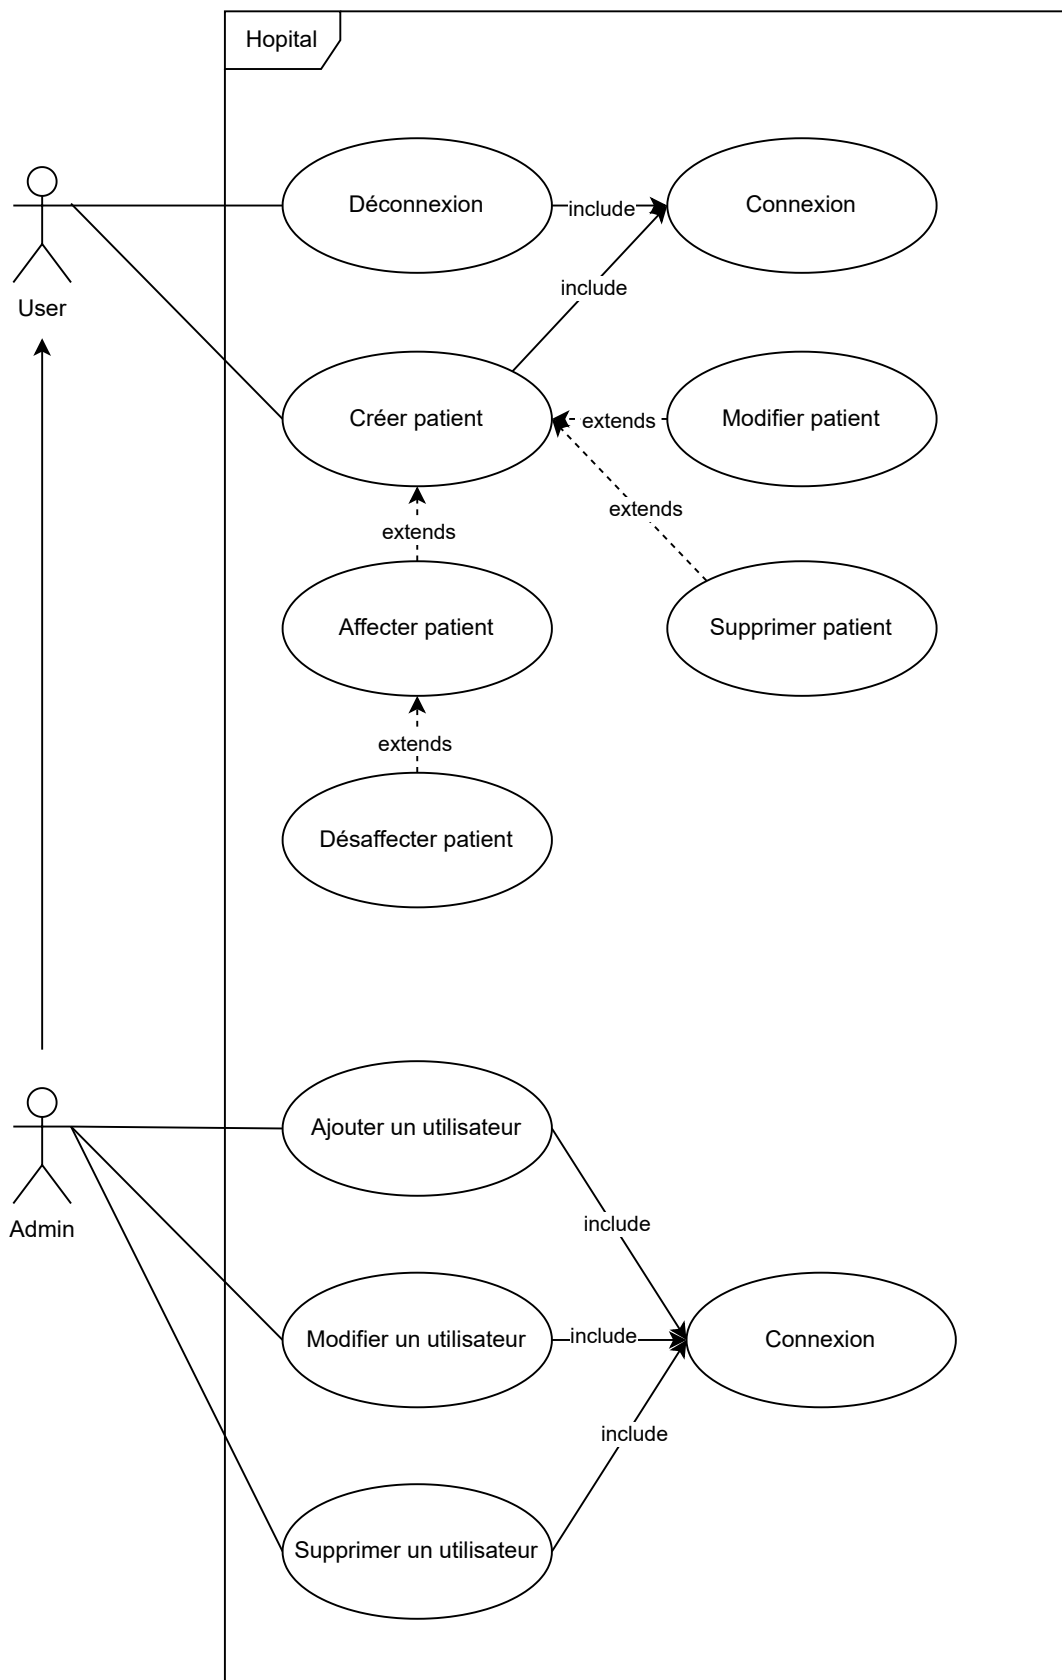 Hopital
Déconnexion
include
Connexion
User
include
Créer patient
extends
Modifier patient
extends
extends
Affecter patient
Supprimer patient
extends
Désaffecter patient
Ajouter un utilisateur
Admin
include
Modifier un utilisateur
include
Connexion
include
Supprimer un utilisateur